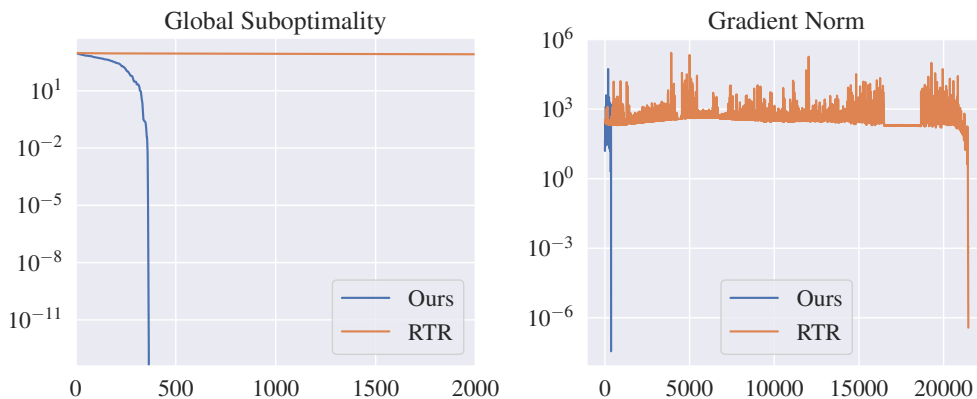 Global Suboptimality
10^1
10^-2
10^-5
10^-8
10^-11
Ours
RTR
0 500 1000 1500 2000
Gradient Norm
10^6
10^3
10^0
10^-3
10^-6
Ours
RTR
0 5000 10000 15000 20000